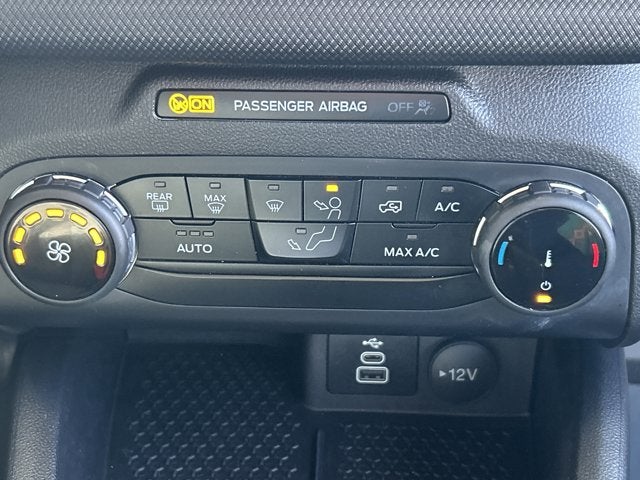 ON PASSENGER AIRBAG OFF
REAR MAX A/C
AUTO MAX A/C
12V